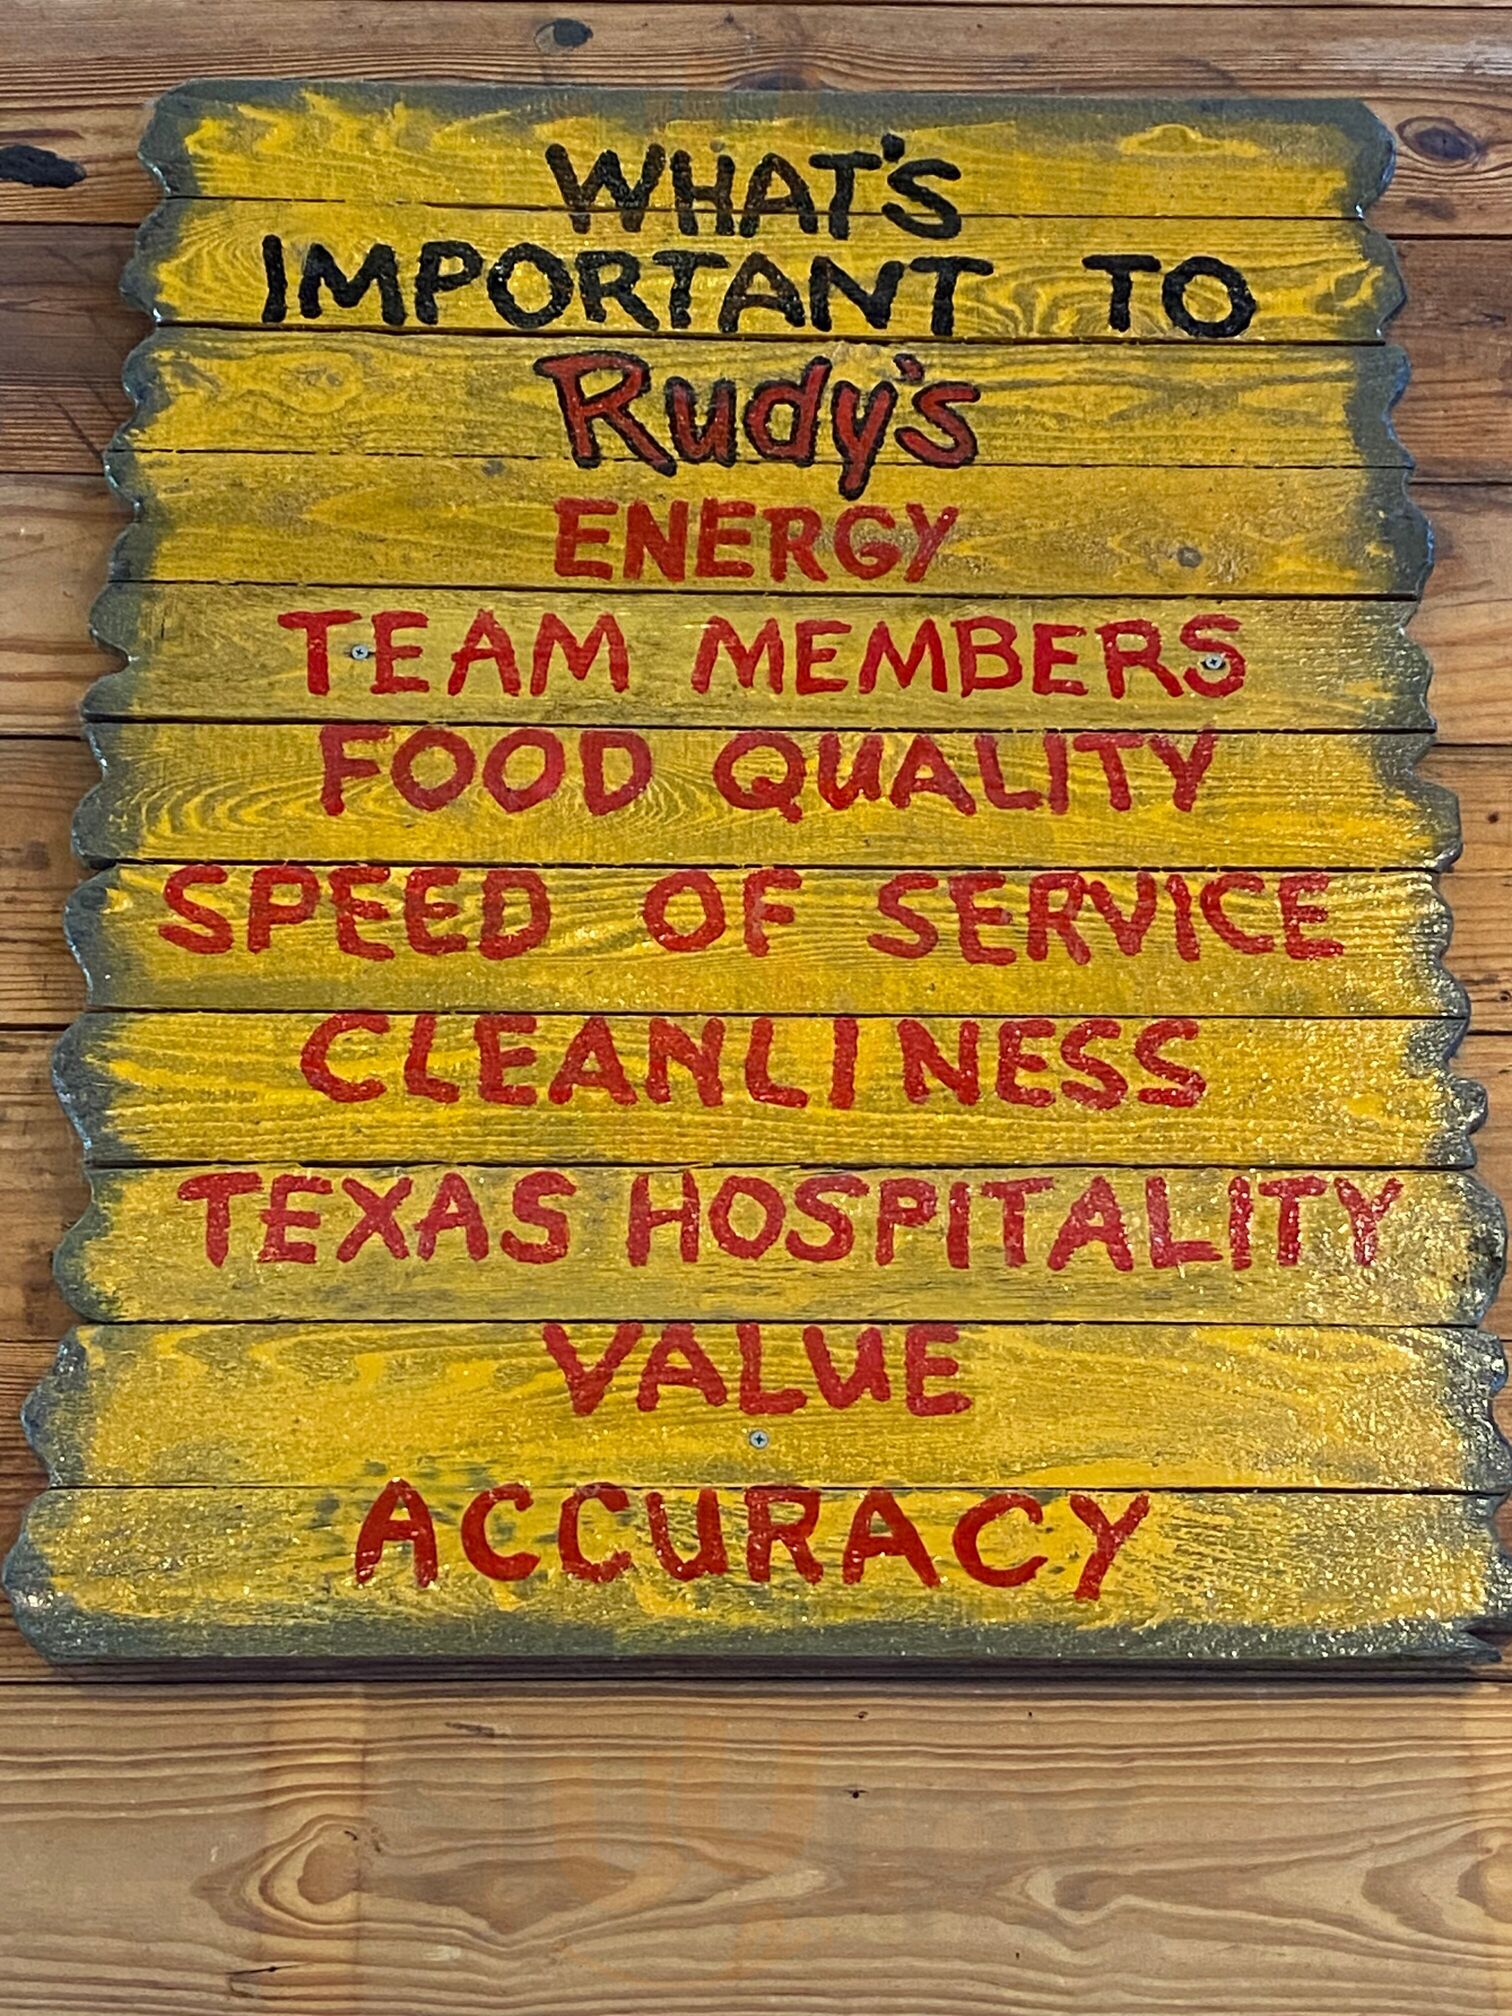 WHAT'S
IMPORTANT TO
Rudy's
ENERGY
TEAM MEMBERS
FOOD QUALITY
SPEED OF SERVICE
CLEANLINESS
TEXAS HOSPITALITY
VALUE
ACCURACY